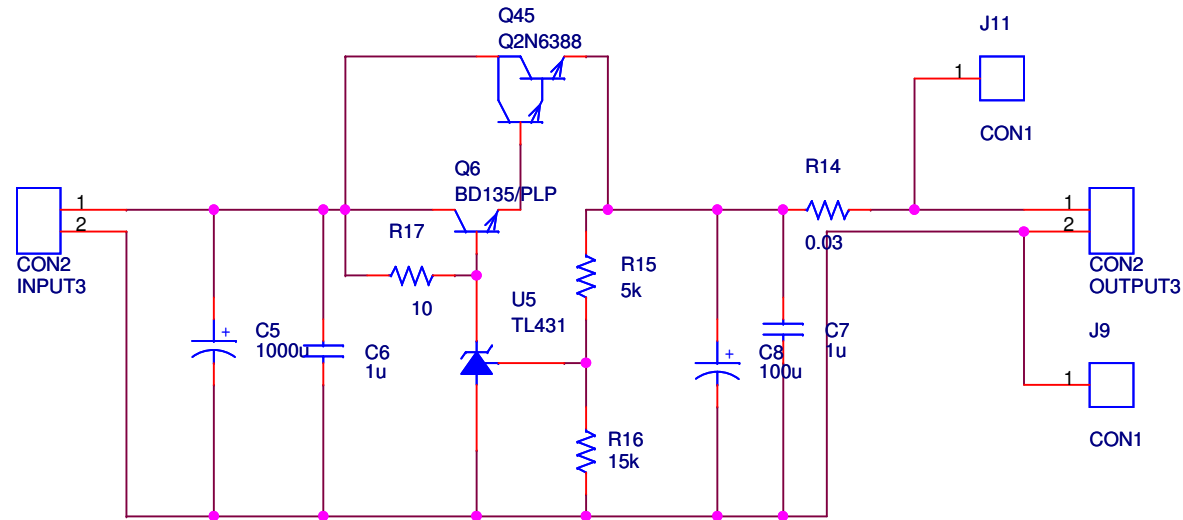 Q45
Q2N6388
J11
1
CON1
Q6
BD135/PLP
R14
0.03
1
2
CON2
INPUT3
R17
10
1
2
CON2
OUTPUT3
R15
5k
U5
TL431
C5
1000u
+
C6
1u
C7
1u
C8
100u
+
J9
1
CON1
R16
15k